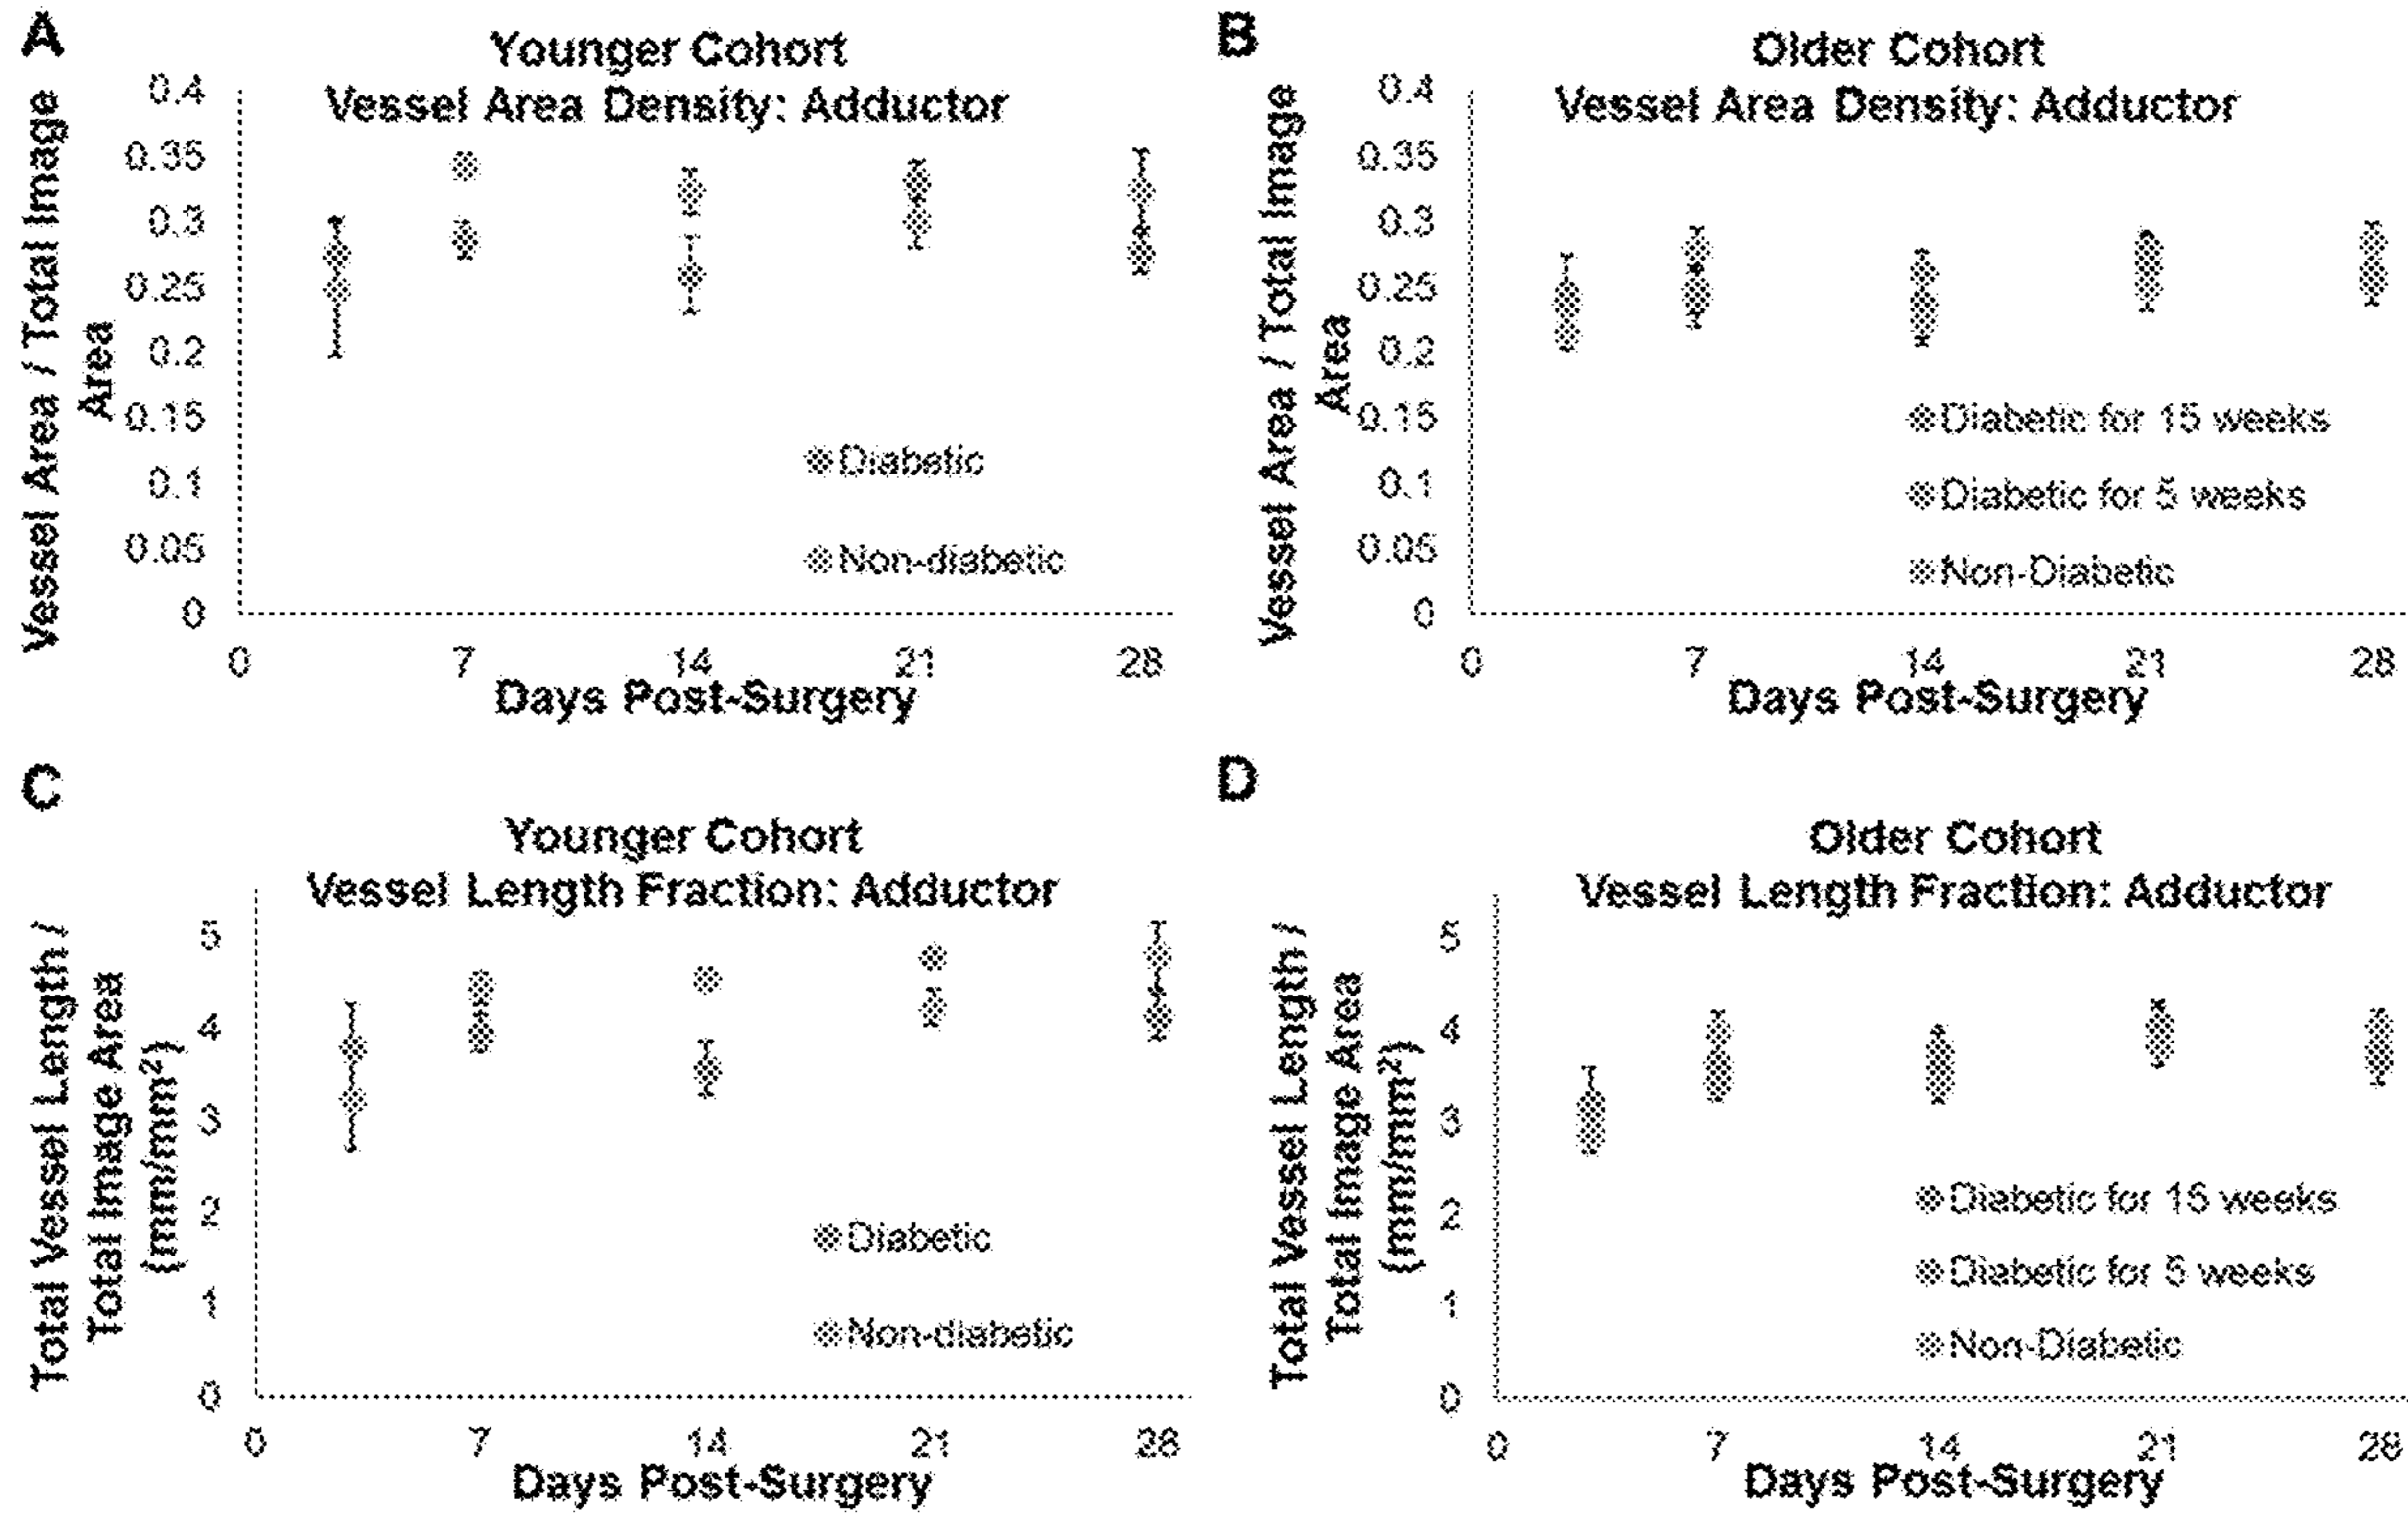 A
Younger Cohort
Vessel Area Density: Adductor
Vessel Area / Total Image
Area
0.4
0.35
0.3
0.25
0.2
0.15
0.1
0.05
0
Diabetic
Non-diabetic
0 7 14 21 28
Days Post-Surgery
B
Older Cohort
Vessel Area Density: Adductor
Vessel Area / Total Image
Area
0.4
0.35
0.3
0.25
0.2
0.15
0.1
0.05
0
Diabetic for 15 weeks
Diabetic for 5 weeks
Non-Diabetic
0 7 14 21 28
Days Post-Surgery
C
Younger Cohort
Vessel Length Fraction: Adductor
Total Vessel Length /
Total Image Area
(mm/mm²)
5
4
3
2
1
0
Diabetic
Non-diabetic
0 7 14 21 28
Days Post-Surgery
D
Older Cohort
Vessel Length Fraction: Adductor
Total Vessel Length /
Total Image Area
(mm/mm²)
5
4
3
2
1
0
Diabetic for 15 weeks
Diabetic for 5 weeks
Non-Diabetic
0 7 14 21 28
Days Post-Surgery